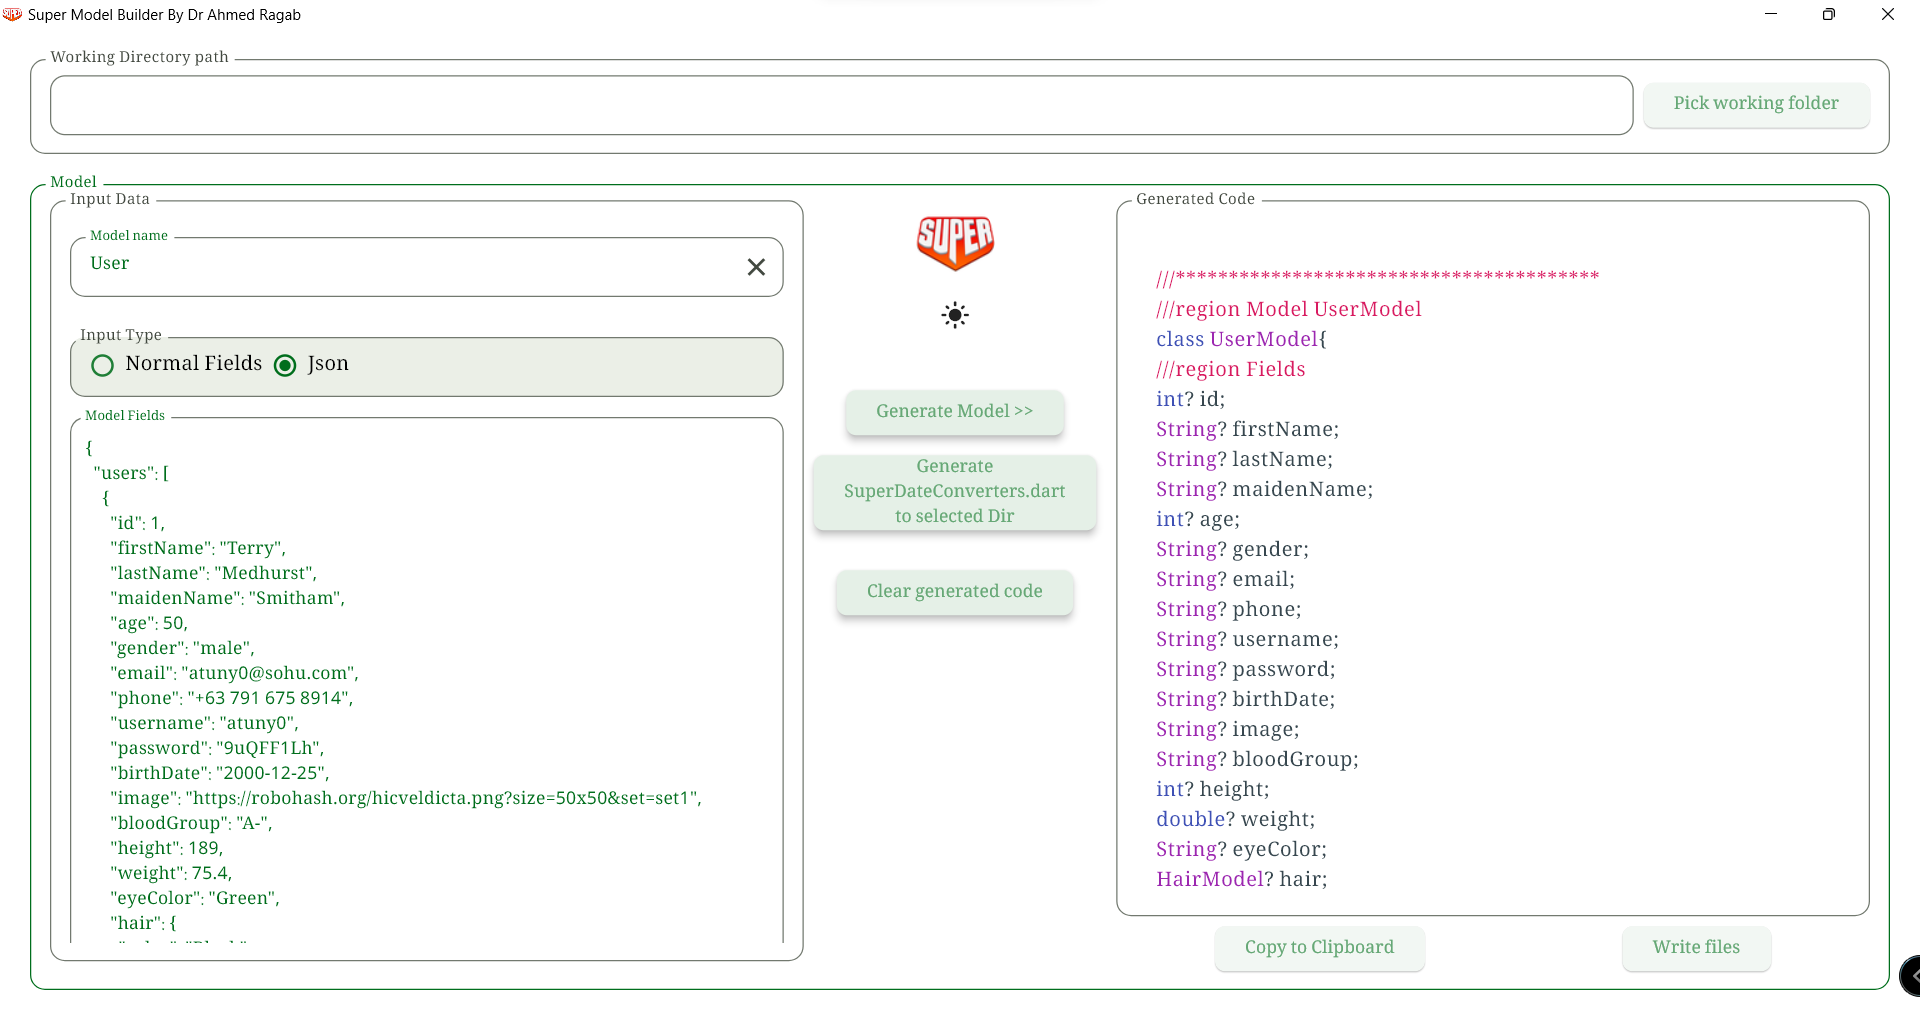 Super Model Builder By Dr Ahmed Ragab
Working Directory path
Pick working folder
Model
Input Data
Model name
User
Input Type
Normal Fields
Json
Model Fields
{
"users": [
{
"id": 1,
"firstName": "Terry",
"lastName": "Medhurst",
"maidenName": "Smitham",
"age": 50,
"gender": "male",
"email": "atuny0@sohu.com",
"phone": "+63 791 675 8914",
"username": "atuny0",
"password": "9uQFF1Lh",
"birthDate": "2000-12-25",
"image": "https://robohash.org/hicveldicta.png?size=50x50&set=set1",
"bloodGroup": "A-",
"height": 189,
"weight": 75.4,
"eyeColor": "Green",
"hair": {
SUPER
Generate Model >>
Generate
SuperDateConverters.dart
to selected Dir
Clear generated code
Generated Code
///****************************************
///region Model UserModel
class UserModel{
///region Fields
int? id;
String? firstName;
String? lastName;
String? maidenName;
int? age;
String? gender;
String? email;
String? phone;
String? username;
String? password;
String? birthDate;
String? image;
String? bloodGroup;
int? height;
double? weight;
String? eyeColor;
HairModel? hair;
Copy to Clipboard
Write files